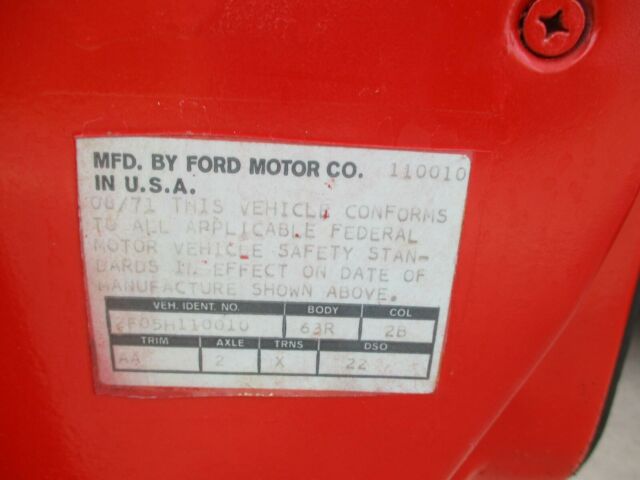 MFD. BY FORD MOTOR CO. 110010
IN U.S.A.
08/71 THIS VEHICLE CONFORMS
TO ALL APPLICABLE FEDERAL
MOTOR VEHICLE SAFETY STAN-
DARDS IN EFFECT ON DATE OF
MANUFACTURE SHOWN ABOVE.
VEH. IDENT. NO. BODY COL
2F05H110010 63R 2B
TRIM AXLE TRNS DSO
AA 2 X 22